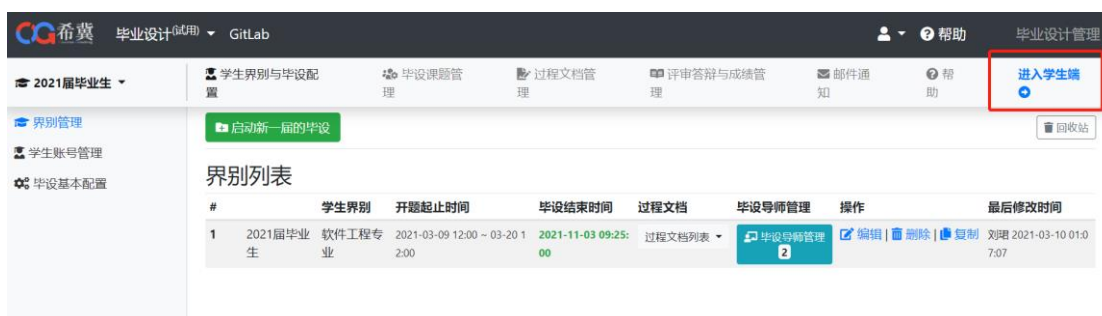 CG希冀 毕业设计(试用) GitLab 帮助 毕业设计管理
2021届毕业生 学生界别与毕设配置 毕设课题管理 过程文档管理 评审答辩与成绩管理 邮件通知 帮助 进入学生端
界别管理 启动新一届的毕设 回收站
学生账号管理
毕设基本配置
界别列表
# 学生界别 开题起止时间 毕设结束时间 过程文档 毕设导师管理 操作 最后修改时间
1 2021届毕业生 软件工程专业 2021-03-09 12:00 ~ 03-20 12:00 2021-11-03 09:25:00 过程文档列表 毕设导师管理 2 编辑 | 删除 | 复制 刘珺 2021-03-10 01:07:07